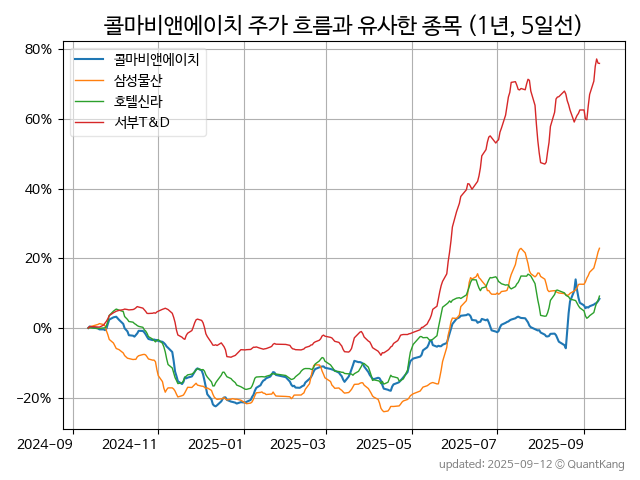 콜마비앤에이치 주가 흐름과 유사한 종목 (1년, 5일선)
콜마비앤에이치
삼성물산
호텔신라
서부T&D
80%
60%
40%
20%
0%
−20%
2024-09
2024-11
2025-01
2025-03
2025-05
2025-07
2025-09
updated: 2025-09-12 © QuantKang